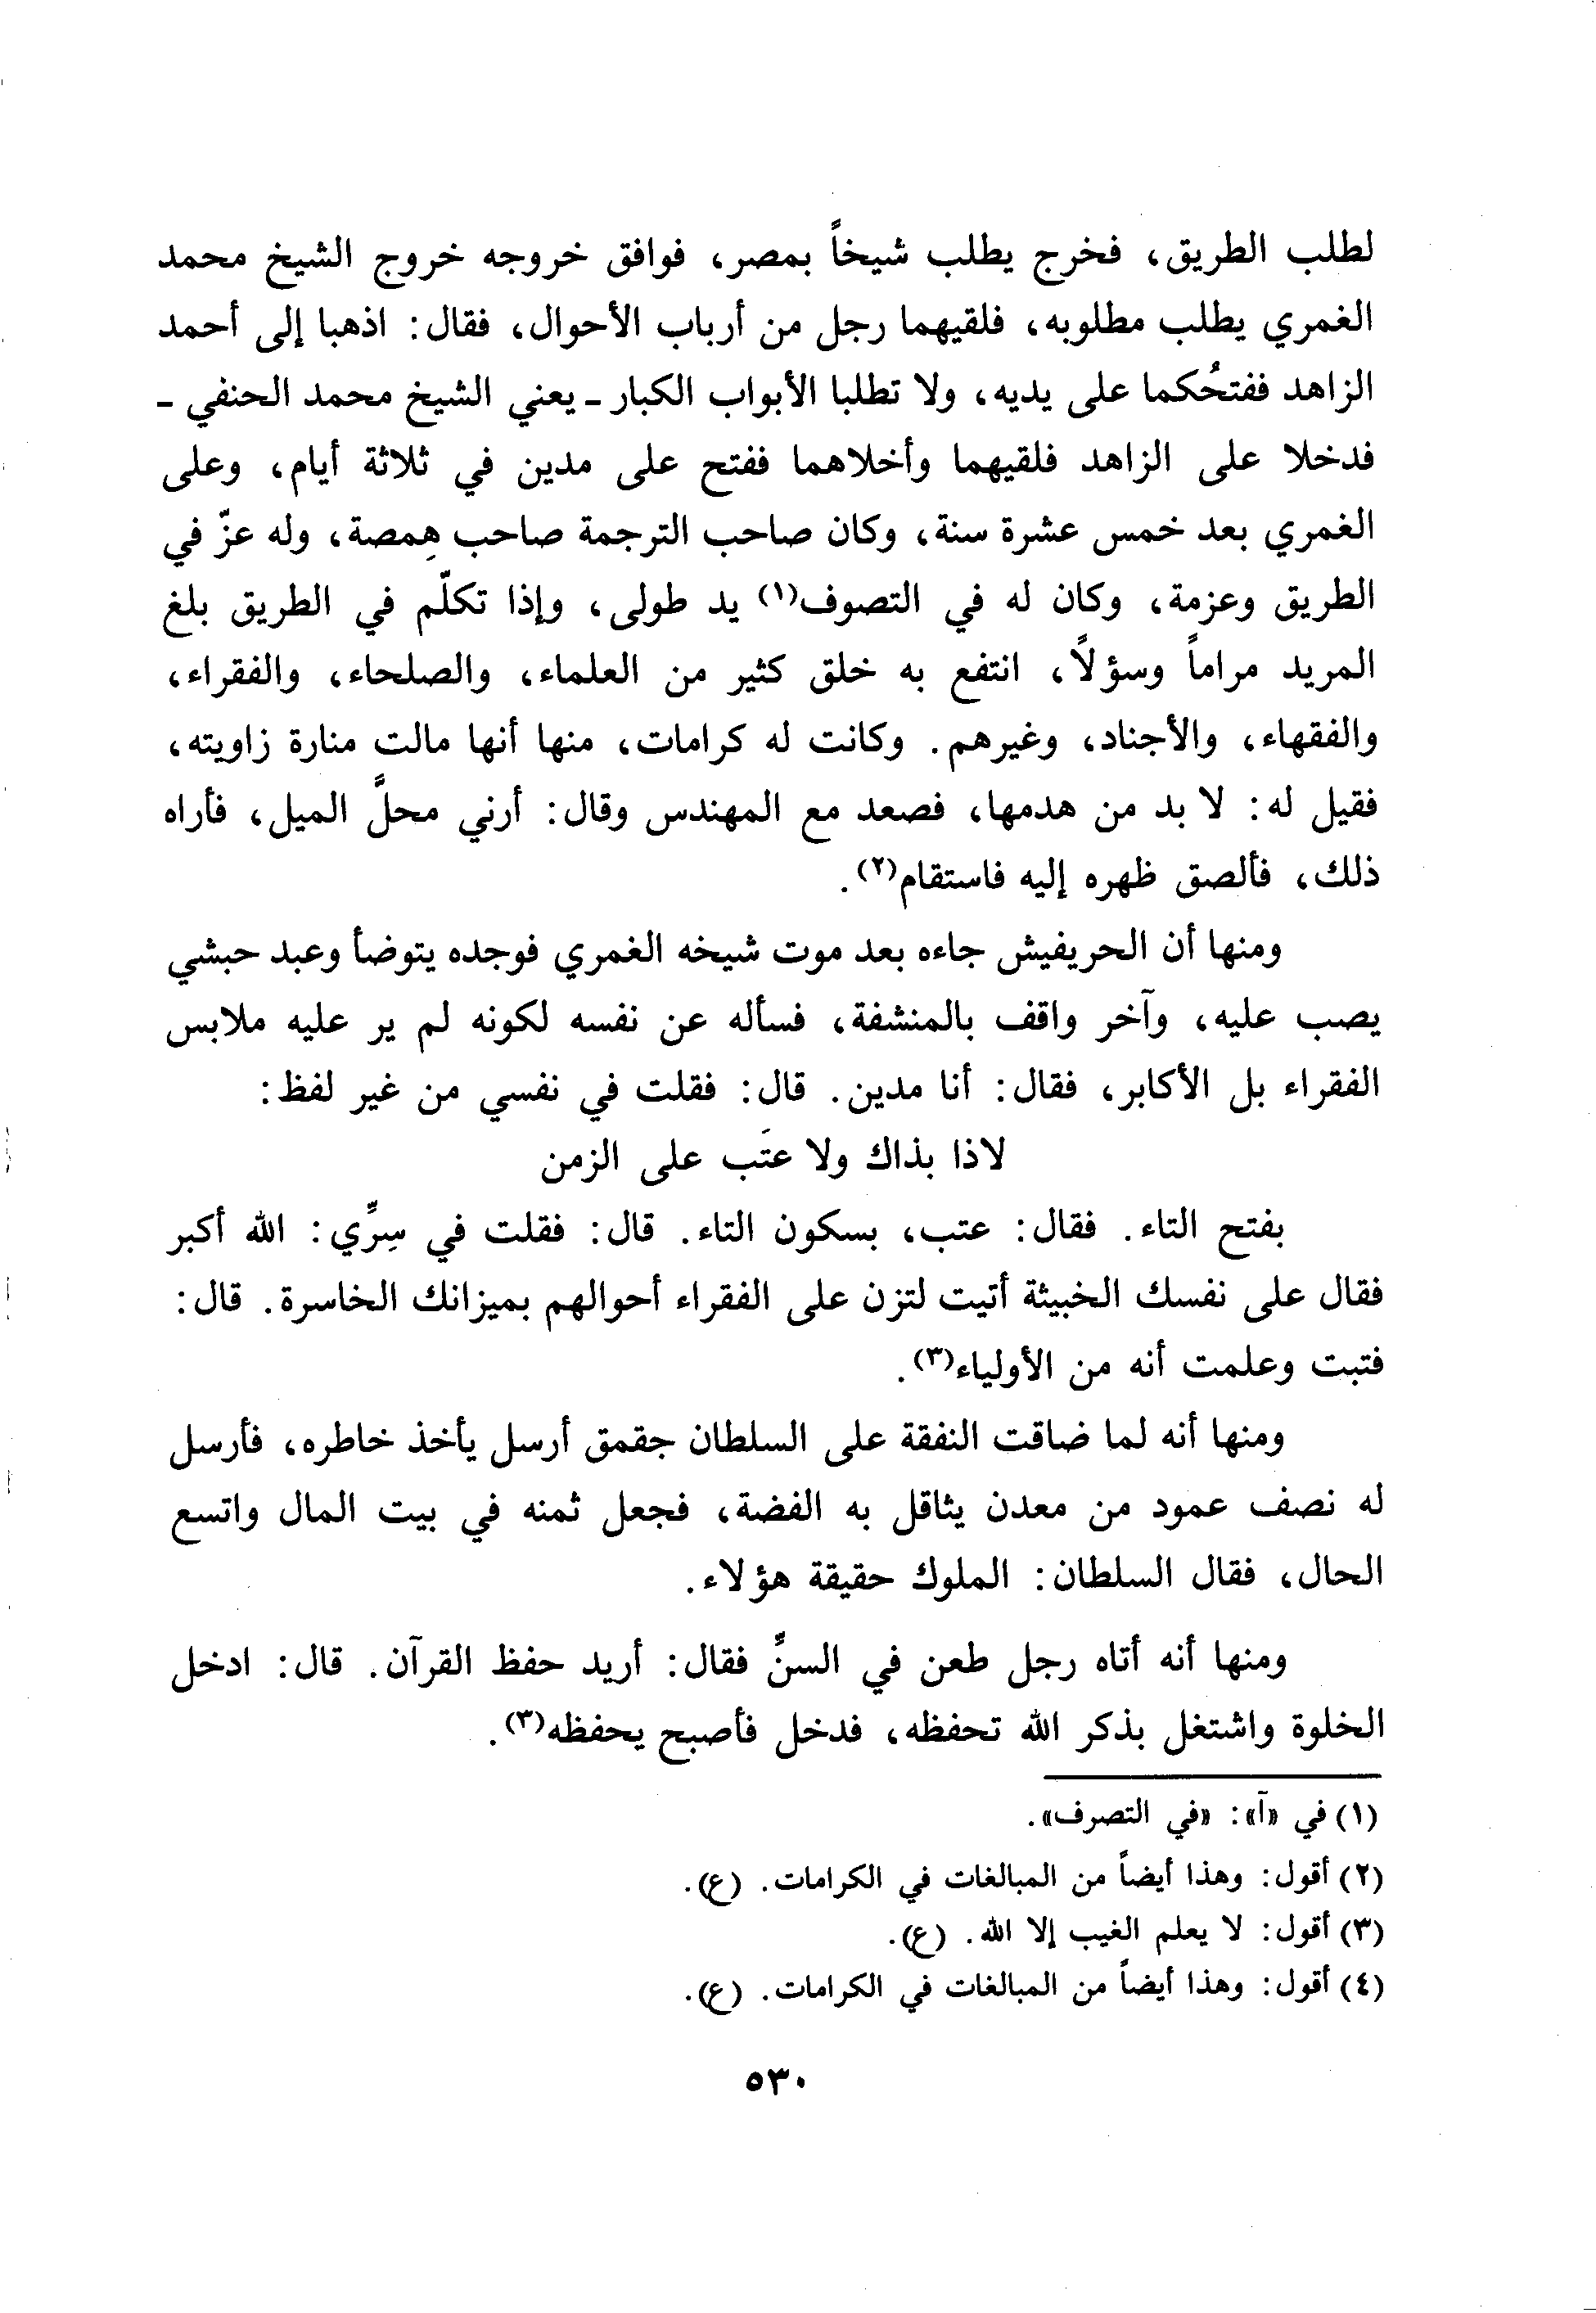 لطلب الطريق، فخرج يطلب شيخاً بمصر، فوافق خروجه خروج الشيخ محمد
الغمري يطلب مطلوبه، فلقيهما رجل من أرباب الأحوال، فقال: اذهبا إلى أحمد
الزاهد ففتحُكما على يديه، ولا تطلبا الأبواب الكبار ـ يعني الشيخ محمد الحنفي ـ
فدخلا على الزاهد فلقيهما وأخلاهما ففتح على مدين في ثلاثة أيام، وعلى
الغمري بعد خمس عشرة سنة، وكان صاحب الترجمة صاحب هِمصة، وله عزّ في
الطريق وعزمة، وكان له في التصوف(١) يد طولى، وإذا تكلّم في الطريق بلغ
المريد مراماً وسؤلاً، انتفع به خلق كثير من العلماء، والصلحاء، والفقراء،
والفقهاء، والأجناد، وغيرهم. وكانت له كرامات، منها أنها مالت منارة زاويته،
فقيل له: لا بد من هدمها، فصعد مع المهندس وقال: أرني محلَّ الميل، فأراه
ذلك، فألصق ظهره إليه فاستقام(٢).
ومنها أن الحريفيش جاءه بعد موت شيخه الغمري فوجده يتوضأ وعبد حبشي
يصب عليه، وآخر واقف بالمنشفة، فسأله عن نفسه لكونه لم ير عليه ملابس
الفقراء بل الأكابر، فقال: أنا مدين. قال: فقلت في نفسي من غير لفظ:
لاذا بذاك ولا عتَب على الزمن
بفتح التاء. فقال: عتب، بسكون التاء. قال: فقلت في سِرِّي: الله أكبر
فقال على نفسك الخبيثة أتيت لتزن على الفقراء أحوالهم بميزانك الخاسرة. قال:
فتبت وعلمت أنه من الأولياء(٣).
ومنها أنه لما ضاقت النفقة على السلطان جقمق أرسل يأخذ خاطره، فأرسل
له نصف عمود من معدن يثاقل به الفضة، فجعل ثمنه في بيت المال واتسع
الحال، فقال السلطان: الملوك حقيقة هؤلاء.
ومنها أنه أتاه رجل طعن في السنِّ فقال: أريد حفظ القرآن. قال: ادخل
الخلوة واشتغل بذكر الله تحفظه، فدخل فأصبح يحفظه(٣).
(١) في «آ»: «في التصرف».
(٢) أقول: وهذا أيضاً من المبالغات في الكرامات. (ع).
(٣) أقول: لا يعلم الغيب إلا الله. (ع).
(٤) أقول: وهذا أيضاً من المبالغات في الكرامات. (ع).
٥٣٠